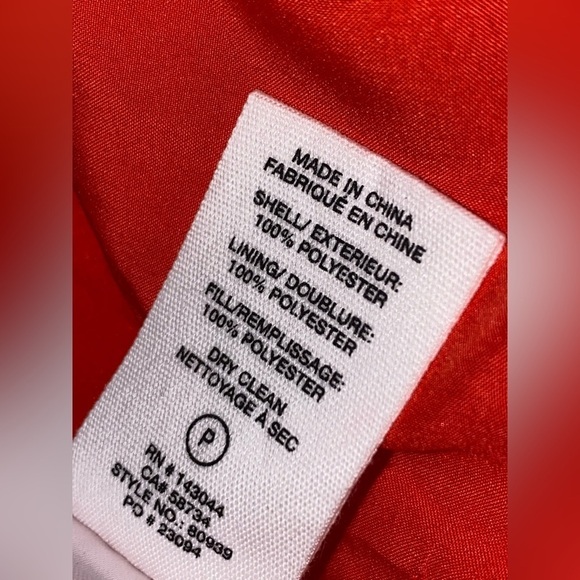 MADE IN CHINA
FABRIQUÉ EN CHINE
SHELL/ EXTERIEUR:
100% POLYESTER
LINING/ DOUBLURE:
100% POLYESTER
FILL/REMPLISSAGE:
100% POLYESTER
DRY CLEAN
NETTOYAGE À SEC
P
RN # 143044
CA# 59734
STYLE NO.: 80939
PO # 23094